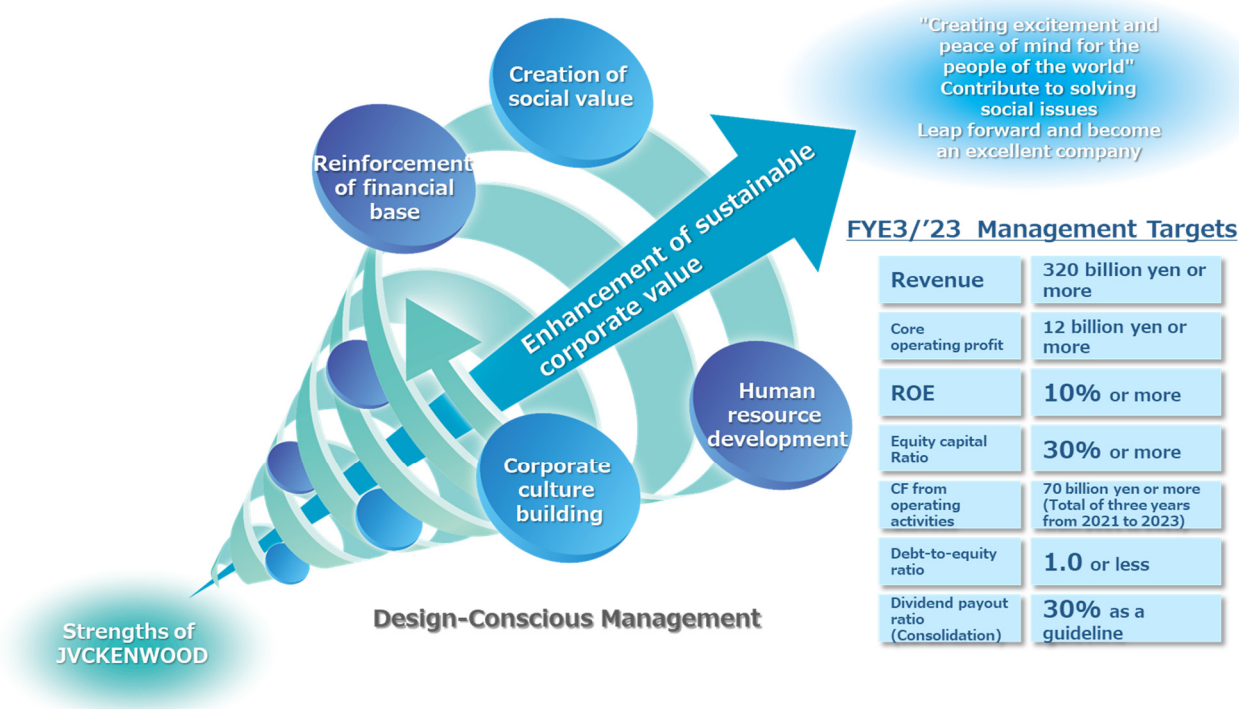 "Creating excitement and
peace of mind for the
people of the world"
Contribute to solving
social issues
Leap forward and become
an excellent company
Creation of
social value
Reinforcement
of financial
base
Enhancement of sustainable
corporate value
Human
resource
development
Corporate
culture
building
Strengths of
JVCKENWOOD
Design-Conscious Management
FYE3/'23 Management Targets
Revenue
320 billion yen or
more
Core
operating profit
12 billion yen or
more
ROE
10% or more
Equity capital
Ratio
30% or more
CF from
operating
activities
70 billion yen or more
(Total of three years
from 2021 to 2023)
Debt-to-equity
ratio
1.0 or less
Dividend payout
ratio
(Consolidation)
30% as a
guideline